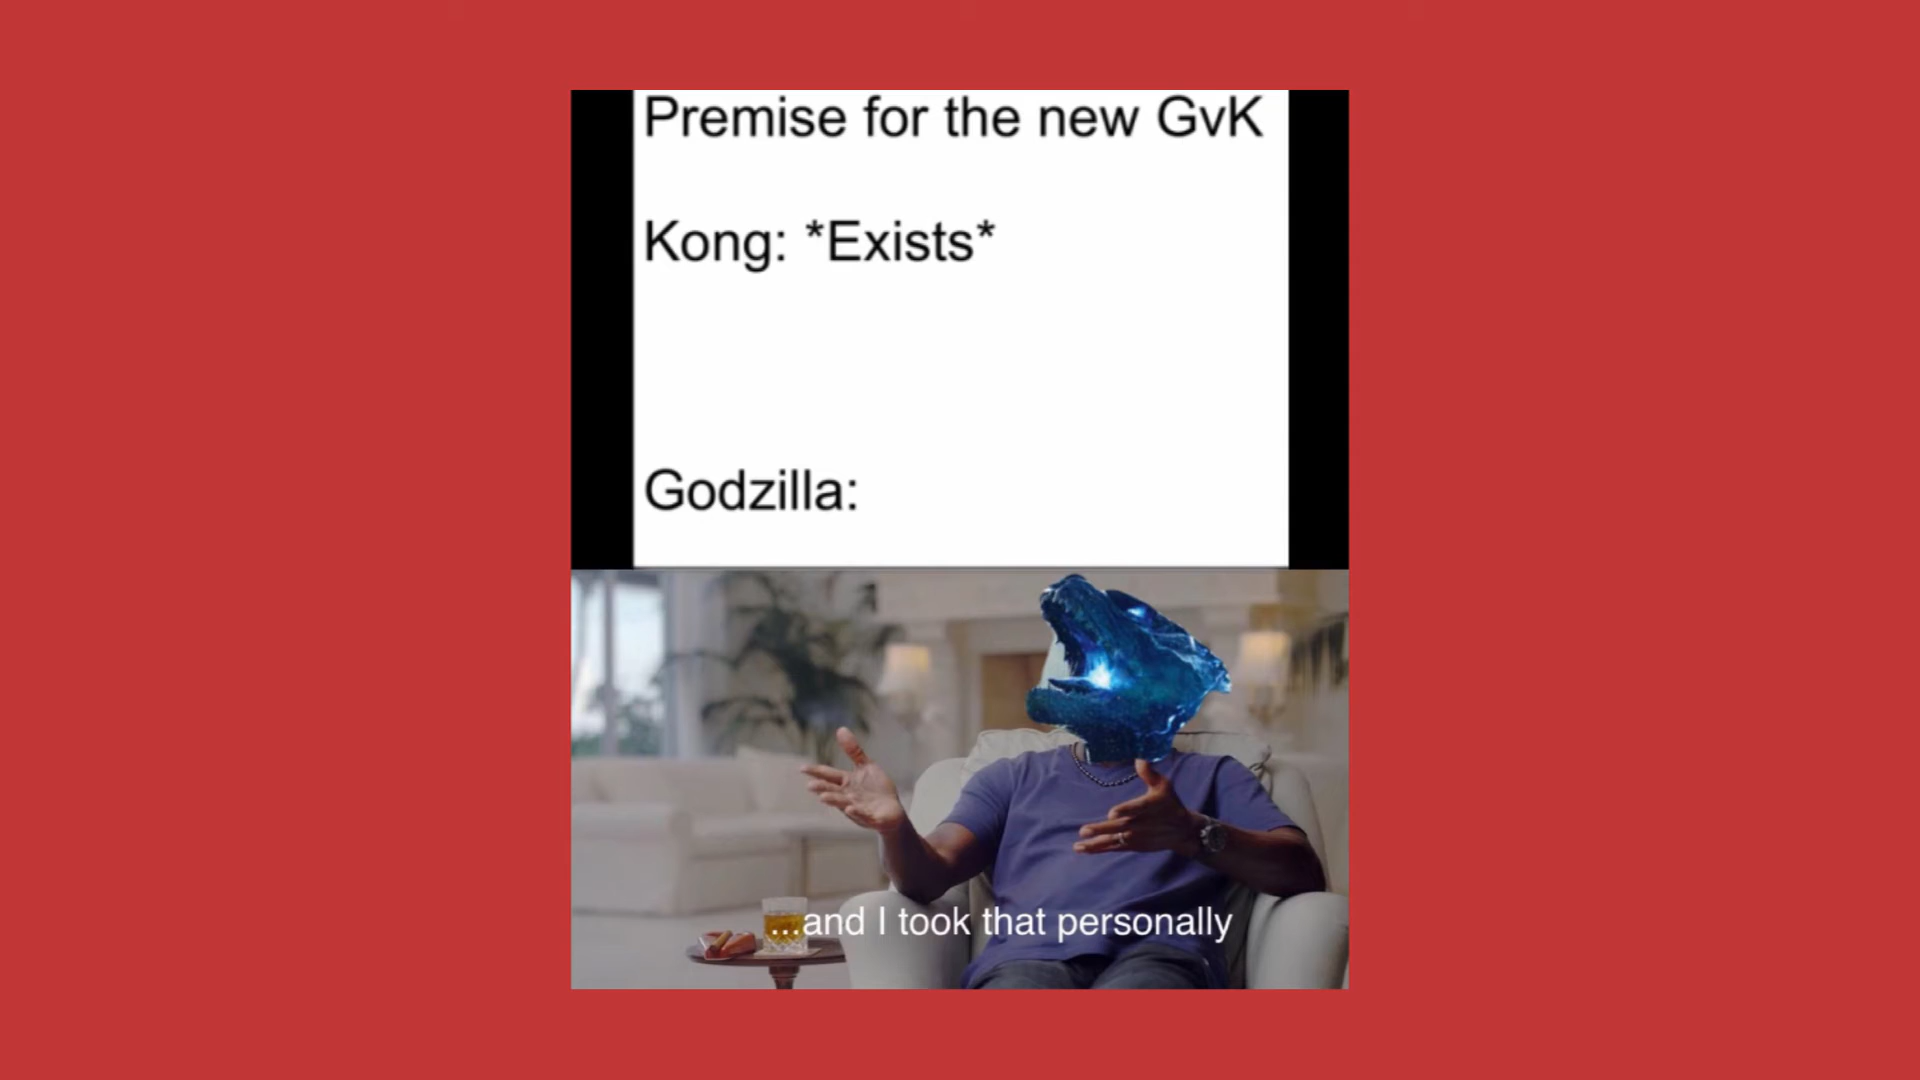 Premise for the new GvK
Kong: *Exists*
Godzilla:
...and I took that personally